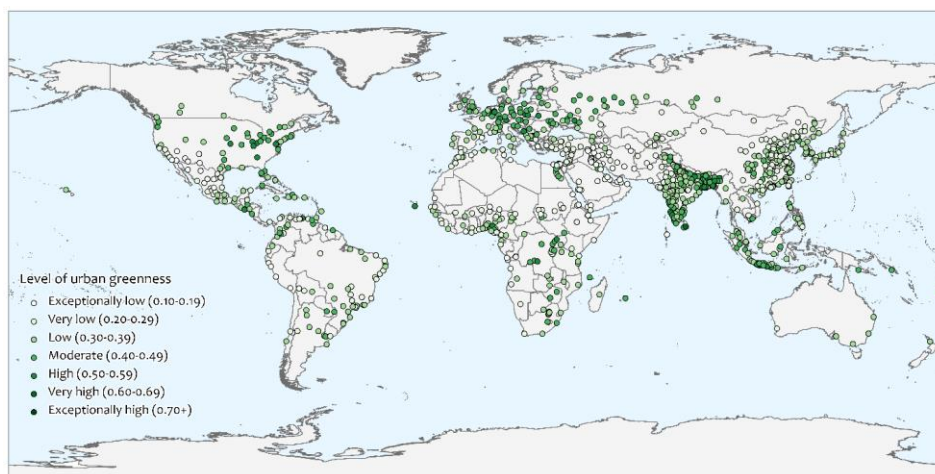 Level of urban greenness
Exceptionally low (0.10-0.19)
Very low (0.20-0.29)
Low (0.30-0.39)
Moderate (0.40-0.49)
High (0.50-0.59)
Very high (0.60-0.69)
Exceptionally high (0.70+)